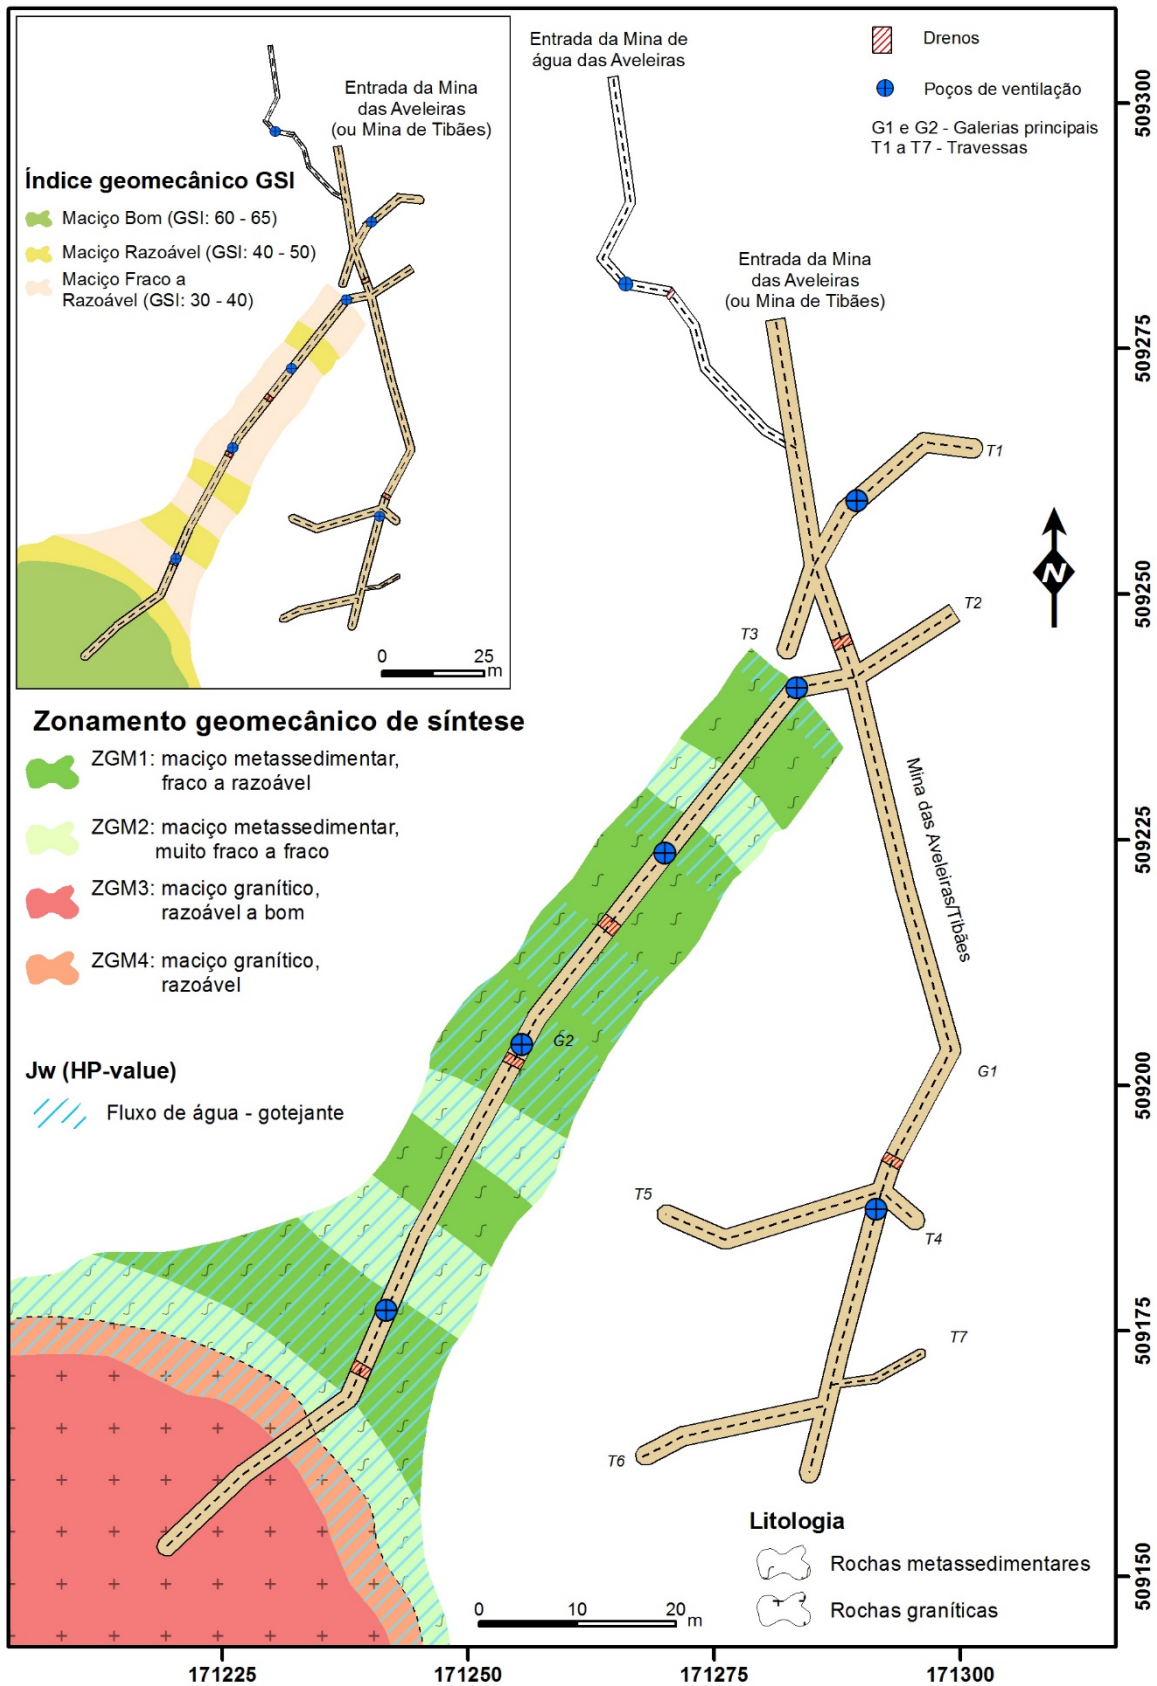 Entrada da Mina
das Aveleiras
(ou Mina de Tibães)
Índice geomecânico GSI
Maciço Bom (GSI: 60 - 65)
Maciço Razoável (GSI: 40 - 50)
Maciço Fraco a
Razoável (GSI: 30 - 40)
0 25
m
Entrada da Mina de
água das Aveleiras
Drenos
Poços de ventilação
G1 e G2 - Galerias principais
T1 a T7 - Travessas
Entrada da Mina
das Aveleiras
(ou Mina de Tibães)
T1
N
T2
T3
Mina das Aveleiras/Tibães
G2
G1
T5
T4
T7
T6
Zonamento geomecânico de síntese
ZGM1: maciço metassedimentar,
fraco a razoável
ZGM2: maciço metassedimentar,
muito fraco a fraco
ZGM3: maciço granítico,
razoável a bom
ZGM4: maciço granítico,
razoável
Jw (HP-value)
Fluxo de água - gotejante
Litologia
Rochas metassedimentares
Rochas graníticas
0 10 20
m
509300
509275
509250
509225
509200
509175
509150
171225 171250 171275 171300